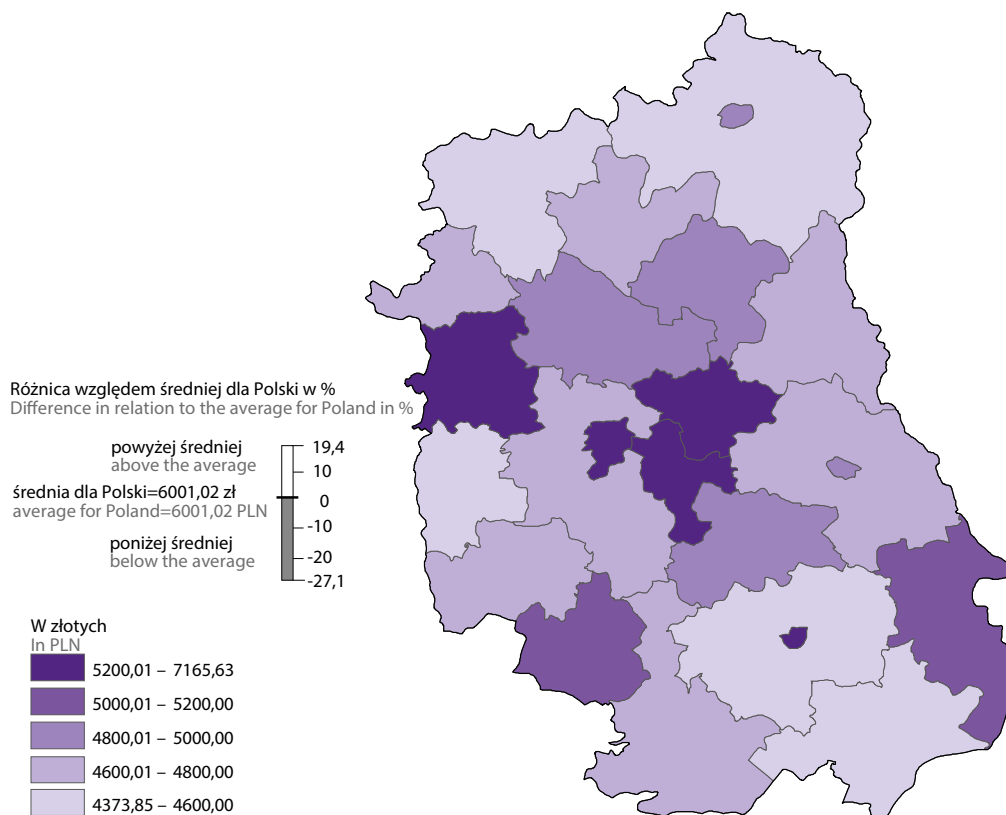 Różnica względem średniej dla Polski w %
Difference in relation to the average for Poland in %
powyżej średniej
above the average
średnia dla Polski=6001,02 zł
average for Poland=6001,02 PLN
poniżej średniej
below the average
19,4
10
0
-10
-20
-27,1
W złotych
In PLN
5200,01 – 7165,63
5000,01 – 5200,00
4800,01 – 5000,00
4600,01 – 4800,00
4373,85 – 4600,00